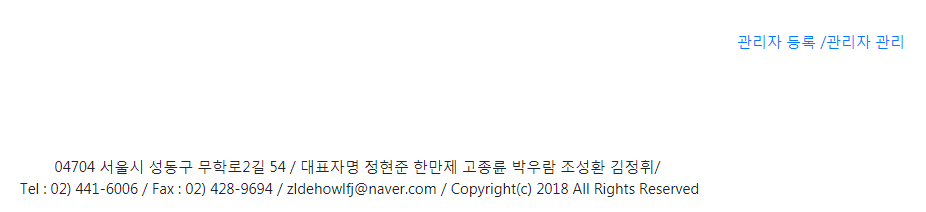 관리자 등록 /관리자 관리
04704 서울시 성동구 무학로2길 54 / 대표자명 정현준 한만제 고종륜 박우람 조성환 김정휘/
Tel : 02) 441-6006 / Fax : 02) 428-9694 / zldehowlfj@naver.com / Copyright(c) 2018 All Rights Reserved